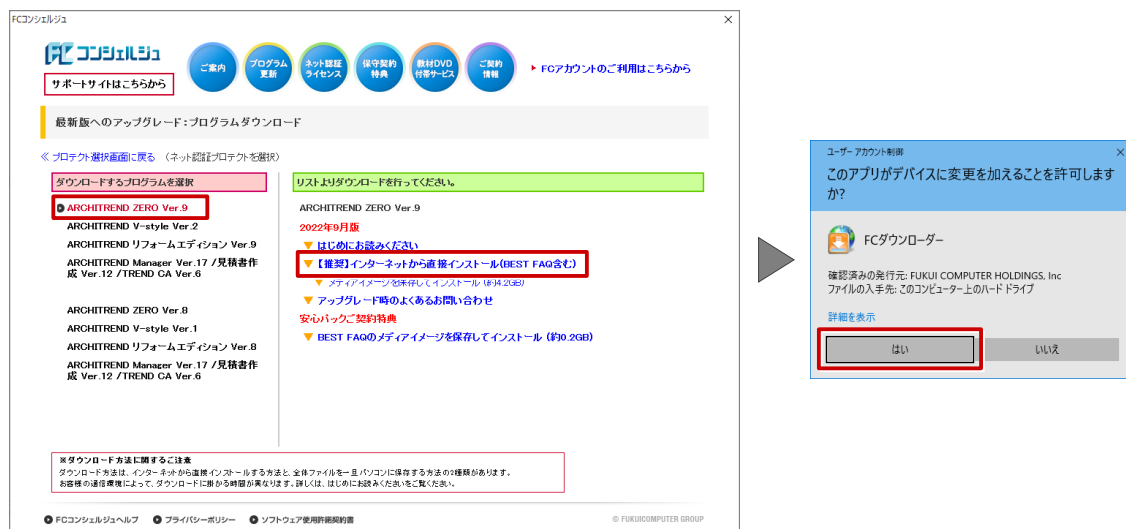 FCコンシェルジュ
FC コンシェルジュ
サポートサイトはこちらから
ご案内
プログラム
更新
ネット認証
ライセンス
保守契約
特典
教材DVD
付帯サービス
ご契約
情報
FCアカウントのご利用はこちらから
最新版へのアップグレード：プログラムダウンロード
≪ プロテクト選択画面に戻る （ネット認証プロテクトを選択）
ダウンロードするプログラムを選択
ARCHITREND ZERO Ver.9
ARCHITREND V-style Ver.2
ARCHITREND リフォームエディション Ver.9
ARCHITREND Manager Ver.17 /見積書作
成 Ver.12 /TREND CA Ver.6
ARCHITREND ZERO Ver.8
ARCHITREND V-style Ver.1
ARCHITREND リフォームエディション Ver.8
ARCHITREND Manager Ver.17 /見積書作
成 Ver.12 /TREND CA Ver.6
リストよりダウンロードを行ってください。
ARCHITREND ZERO Ver.9
2022年9月版
▼ はじめにお読みください
▼ 【推奨】インターネットから直接インストール(BEST FAQ含む)
▼ メディアイメージを保存してインストール (約4.2GB)
▼ アップグレード時のよくあるお問い合わせ
安心パックご契約特典
▼ BEST FAQのメディアイメージを保存してインストール (約0.2GB)
※ダウンロード方法に関するご注意
ダウンロード方法は、インターネットから直接インストールする方法と、全体ファイルを一旦パソコンに保存する方法の2種類があります。
お客様の通信環境によって、ダウンロードに掛かる時間が異なります。詳しくは、はじめにお読みくださいをご覧ください。
FCコンシェルジュヘルプ プライバシーポリシー ソフトウェア使用許諾契約書
© FUKUICOMPUTER GROUP
ユーザー アカウント制御
このアプリがデバイスに変更を加えることを許可します
か?
FCダウンローダー
確認済みの発行元: FUKUI COMPUTER HOLDINGS, Inc
ファイルの入手先: このコンピューター上のハード ドライブ
詳細を表示
はい
いいえ